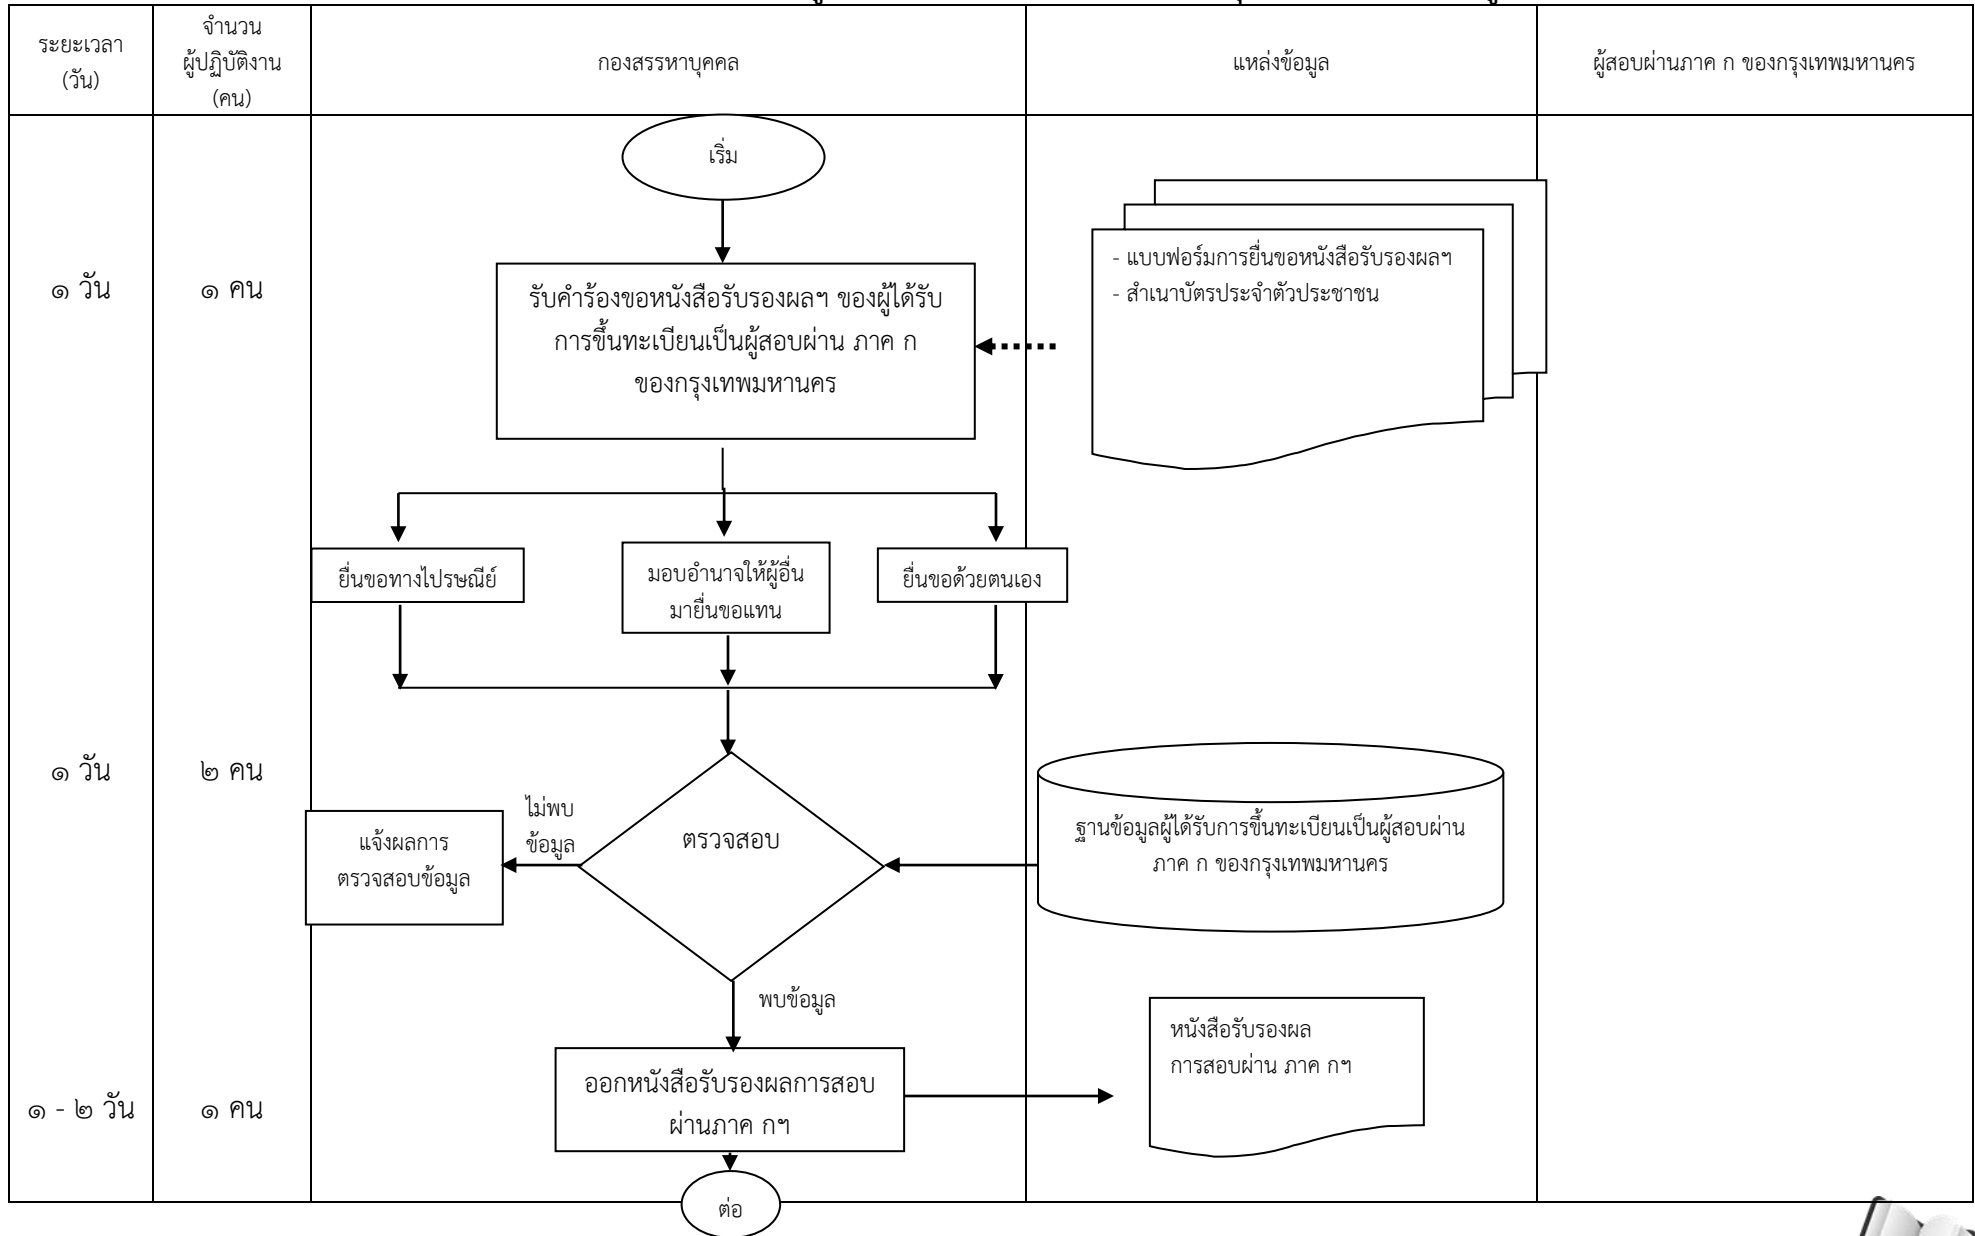 ระยะเวลา
(วัน)
จำนวน
ผู้ปฏิบัติงาน
(คน)
กองสรรหาบุคคล
แหล่งข้อมูล
ผู้สอบผ่านภาค ก ของกรุงเทพมหานคร
เริ่ม
๑ วัน
๑ คน
รับคำร้องขอหนังสือรับรองผลฯ ของผู้ได้รับ
การขึ้นทะเบียนเป็นผู้สอบผ่าน ภาค ก
ของกรุงเทพมหานคร
- แบบฟอร์มการยื่นขอหนังสือรับรองผลฯ
- สำเนาบัตรประจำตัวประชาชน
ยื่นขอทางไปรษณีย์
มอบอำนาจให้ผู้อื่น
มายื่นขอแทน
ยื่นขอด้วยตนเอง
๑ วัน
๒ คน
แจ้งผลการ
ตรวจสอบข้อมูล
ไม่พบ
ข้อมูล
ตรวจสอบ
ฐานข้อมูลผู้ได้รับการขึ้นทะเบียนเป็นผู้สอบผ่าน
ภาค ก ของกรุงเทพมหานคร
พบข้อมูล
๑ - ๒ วัน
๑ คน
ออกหนังสือรับรองผลการสอบ
ผ่านภาค กฯ
หนังสือรับรองผล
การสอบผ่าน ภาค กฯ
ต่อ